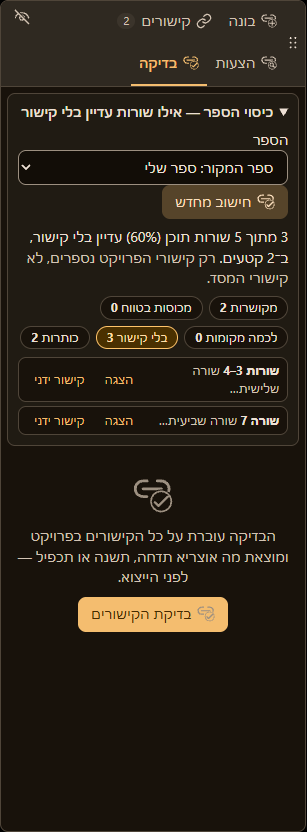 בונה
קישורים 2
הצעות
בדיקה
▼ כיסוי הספר — אילו שורות עדיין בלי קישור
הספר
ספר המקור: ספר שלי
חישוב מחדש
3 מתוך 5 שורות תוכן (60%) עדיין בלי קישור,
ב־2 קטעים. רק קישורי הפרויקט נספרים, לא
קישורי המסד.
מקושרות 2
מכוסות בטווח 0
לכמה מקומות 0
בלי קישור 3
כותרות 2
שורות 3–4 שורה
שלישית...
הצגה
קישור ידני
שורה 7 שורה שביעית...
הצגה
קישור ידני
הבדיקה עוברת על כל הקישורים בפרויקט
ומוצאת מה אוצריא תדחה, תשנה או תכפיל —
לפני הייצוא.
בדיקת הקישורים